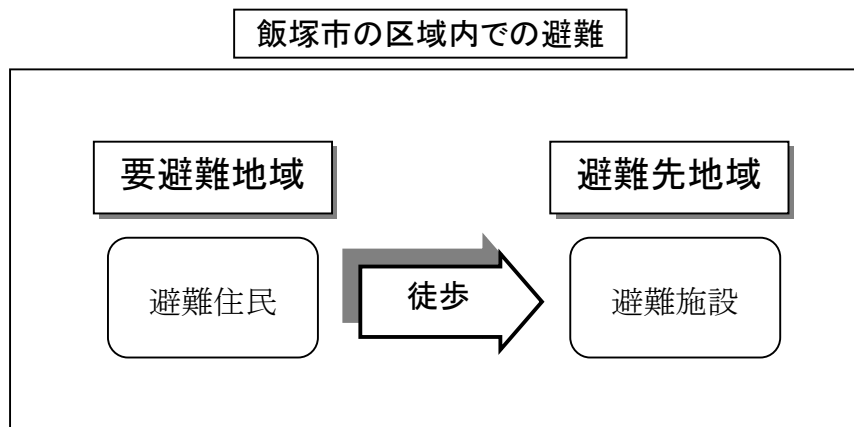 飯塚市の区域内での避難
要避難地域
避難先地域
避難住民
徒歩
避難施設